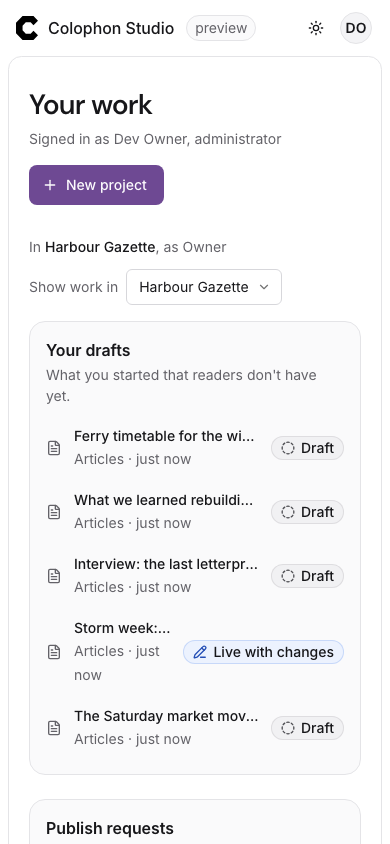 Colophon Studio preview DO
Your work
Signed in as Dev Owner, administrator
New project
In Harbour Gazette, as Owner
Show work in Harbour Gazette
Your drafts
What you started that readers don't have
yet.
Ferry timetable for the wi...
Articles · just now
Draft
What we learned rebuildi...
Articles · just now
Draft
Interview: the last letterpr...
Articles · just now
Draft
Storm week:...
Articles · just
now
Live with changes
The Saturday market mov...
Articles · just now
Draft
Publish requests